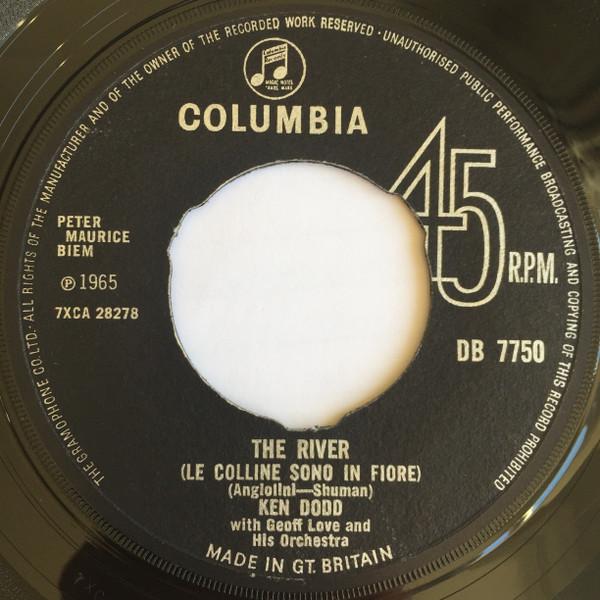 THE GRAMOPHONE CO. LTD. · ALL RIGHTS OF THE MANUFACTURER AND OF THE OWNER OF THE RECORDED WORK RESERVED · UNAUTHORISED PUBLIC PERFORMANCE BROADCASTING AND COPYING OF THIS RECORD PROHIBITED
Columbia
Records
MAGIC NOTES
TRADE MARK
COLUMBIA
45
R.P.M.
PETER
MAURICE
BIEM
℗ 1965
7XCA 28278
DB 7750
THE RIVER
(LE COLLINE SONO IN FIORE)
(Angiolini—Shuman)
KEN DODD
with Geoff Love and
His Orchestra
MADE IN GT. BRITAIN
7XC